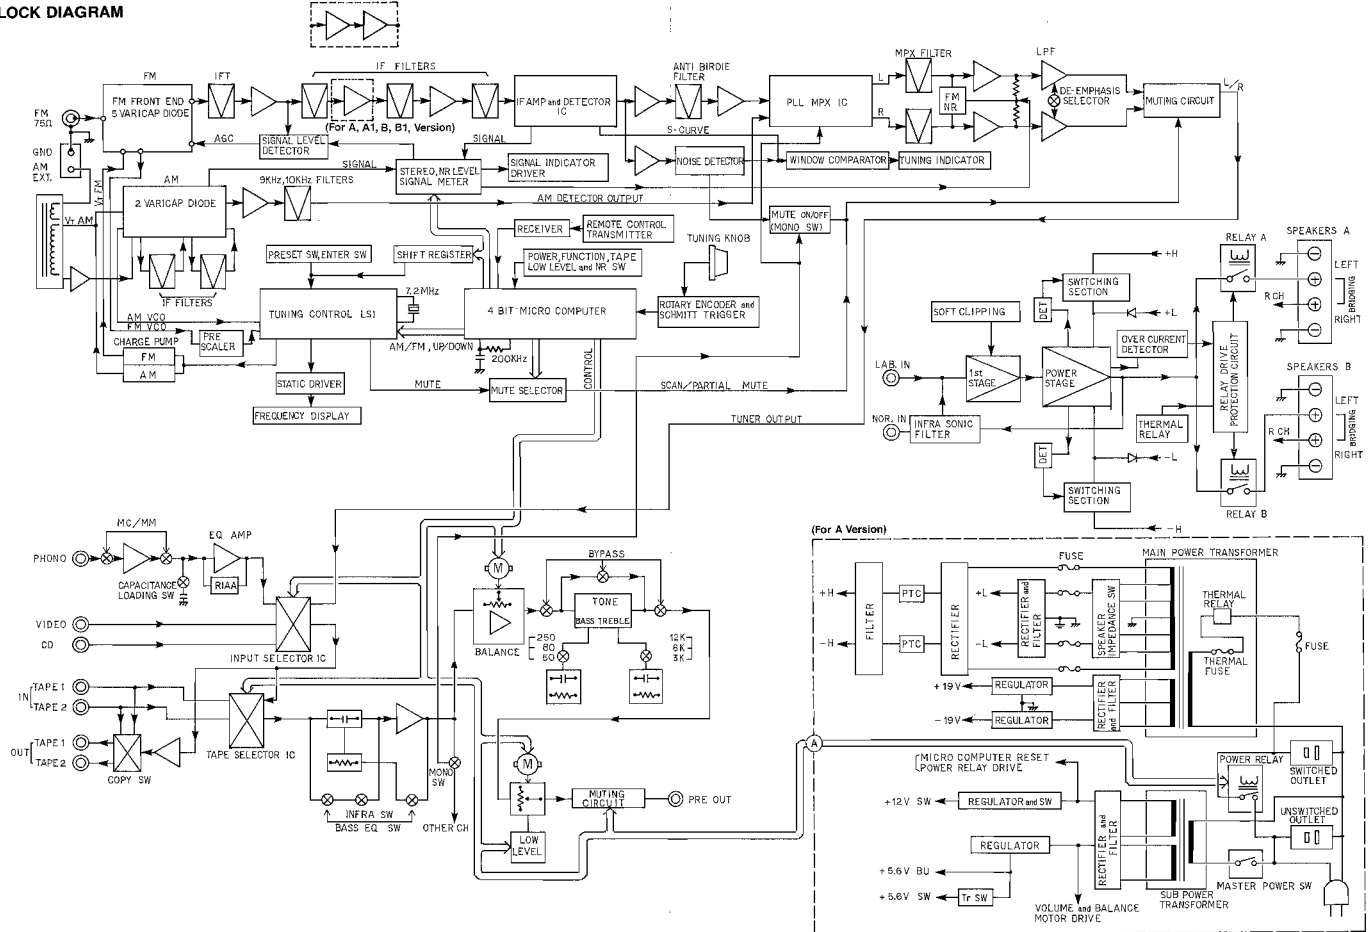 LOCK DIAGRAM
FM
IFT
IF FILTERS
ANTI BIRDIE
FILTER
MPX FILTER
LPF
FM
75Ω
FM FRONT END
5 VARICAP DIODE
IF AMP and DETECTOR
IC
PLL MPX IC
L
R
FM
NR
DE-EMPHASIS
SELECTOR
MUTING CIRCUIT
L/R
(For A, A1, B, B1, Version)
GND
AM
EXT.
AGC
SIGNAL LEVEL
DETECTOR
SIGNAL
S-CURVE
SIGNAL
STEREO, NR LEVEL
SIGNAL METER
SIGNAL INDICATOR
DRIVER
NOISE DETECTOR
WINDOW COMPARATOR
TUNING INDICATOR
VT FM
AM
9KHz, 10KHz FILTERS
2 VARICAP DIODE
VT AM
AM DETECTOR OUTPUT
MUTE ON/OFF
(MONO SW)
RECEIVER
REMOTE CONTROL
TRANSMITTER
TUNING KNOB
PRESET SW, ENTER SW
SHIFT REGISTER
POWER, FUNCTION, TAPE
LOW LEVEL and NR SW
IF FILTERS
7.2MHz
TUNING CONTROL LSI
4 BIT MICRO COMPUTER
ROTARY ENCODER and
SCHMITT TRIGGER
AM VCO
FM VCO
CHARGE PUMP
PRE
SCALER
FM
AM
AM/FM, UP/DOWN
200KHz
CONTROL
STATIC DRIVER
MUTE
MUTE SELECTOR
SCAN/PARTIAL MUTE
FREQUENCY DISPLAY
TUNER OUTPUT
RELAY A
SPEAKERS A
+H
SWITCHING
SECTION
DET
+L
LEFT
R CH
BRIDGING
RIGHT
SOFT CLIPPING
OVER CURRENT
DETECTOR
LAB. IN
1st
STAGE
POWER
STAGE
RELAY DRIVE
PROTECTION CIRCUIT
SPEAKERS B
NOR. IN
INFRA SONIC
FILTER
THERMAL
RELAY
LEFT
R CH
BRIDGING
RIGHT
DET
-L
SWITCHING
SECTION
RELAY B
-H
MC/MM
EQ AMP
PHONO
RIAA
CAPACITANCE
LOADING SW
VIDEO
CD
INPUT SELECTOR IC
M
BYPASS
TONE
BASS TREBLE
BALANCE
250
80
50
12K
6K
3K
IN
TAPE 1
TAPE 2
TAPE SELECTOR IC
OUT
TAPE 1
TAPE 2
COPY SW
INFRA SW
BASS EQ SW
MONO
SW
OTHER CH
M
MUTING
CIRCUIT
PRE OUT
LOW
LEVEL
(For A Version)
FUSE
MAIN POWER TRANSFORMER
+H
-H
FILTER
PTC
PTC
RECTIFIER
+L
-L
RECTIFIER and
FILTER
SPEAKER
IMPEDANCE SW
THERMAL
RELAY
THERMAL
FUSE
FUSE
+19V
REGULATOR
-19V
REGULATOR
RECTIFIER
and FILTER
A
MICRO COMPUTER RESET
POWER RELAY DRIVE
POWER RELAY
SWITCHED
OUTLET
+12V SW
REGULATOR and SW
UNSWITCHED
OUTLET
REGULATOR
RECTIFIER and
FILTER
+5.6V BU
+5.6V SW
Tr SW
MASTER POWER SW
SUB POWER
TRANSFORMER
VOLUME and BALANCE
MOTOR DRIVE